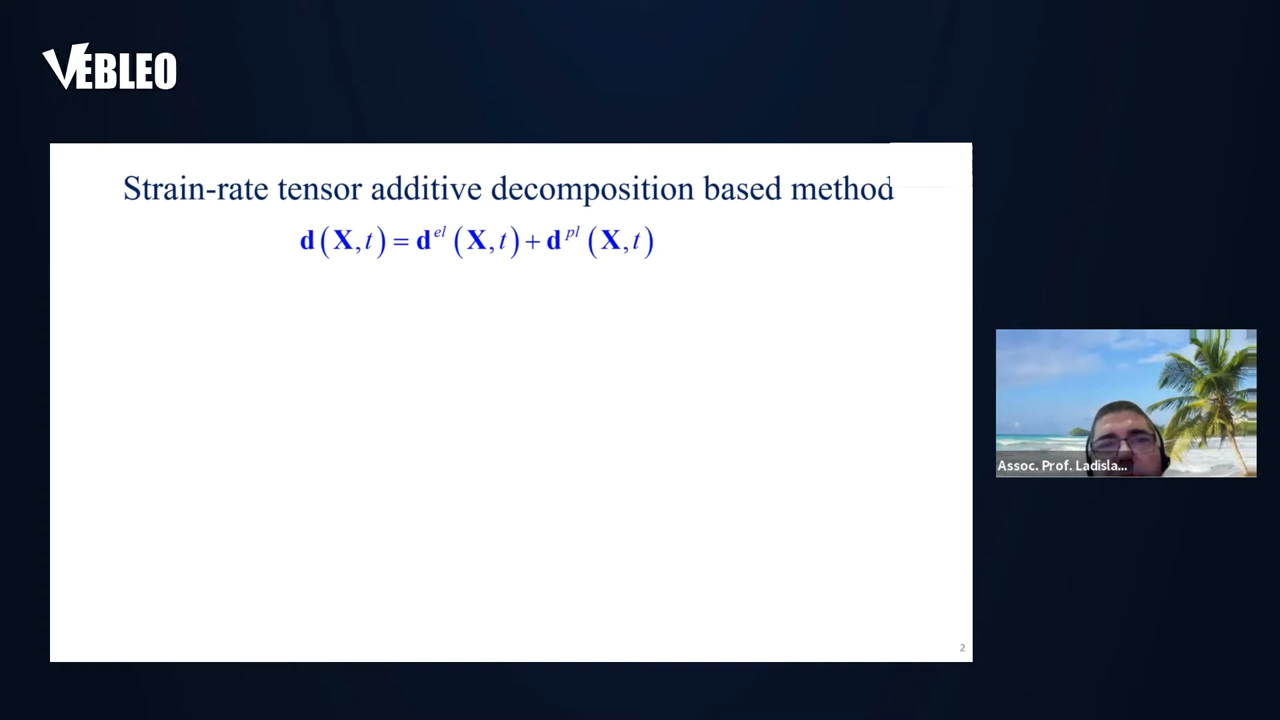 VEBLEO
Strain-rate tensor additive decomposition based method
d(X,t) = d^el (X,t) + d^pl (X,t)
Assoc. Prof. Ladisla...
2